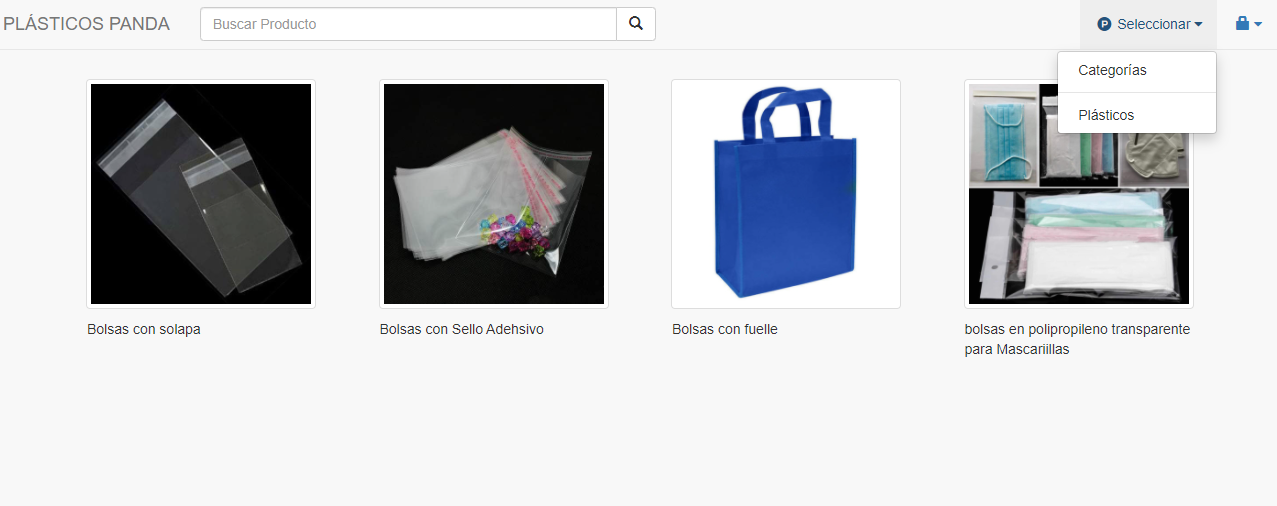 PLÁSTICOS PANDA
Buscar Producto
P Seleccionar
Categorías
Plásticos
Bolsas con solapa
Bolsas con Sello Adehsivo
Bolsas con fuelle
bolsas en polipropileno transparente
para Mascariillas